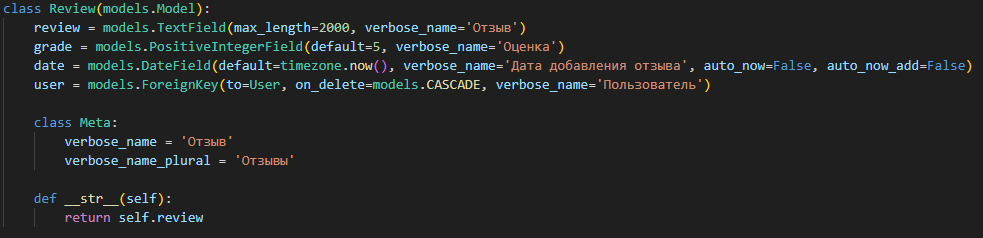 class Review(models.Model):
    review = models.TextField(max_length=2000, verbose_name='Отзыв')
    grade = models.PositiveIntegerField(default=5, verbose_name='Оценка')
    date = models.DateField(default=timezone.now(), verbose_name='Дата добавления отзыва', auto_now=False, auto_now_add=False)
    user = models.ForeignKey(to=User, on_delete=models.CASCADE, verbose_name='Пользователь')

    class Meta:
        verbose_name = 'Отзыв'
        verbose_name_plural = 'Отзывы'

    def __str__(self):
        return self.review